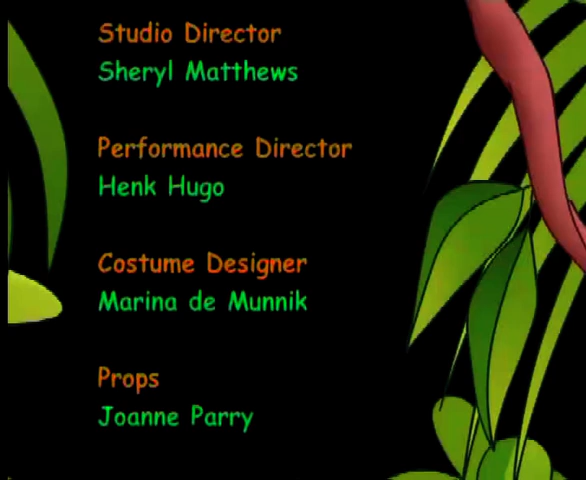 Studio Director
Sheryl Matthews
Performance Director
Henk Hugo
Costume Designer
Marina de Munnik
Props
Joanne Parry